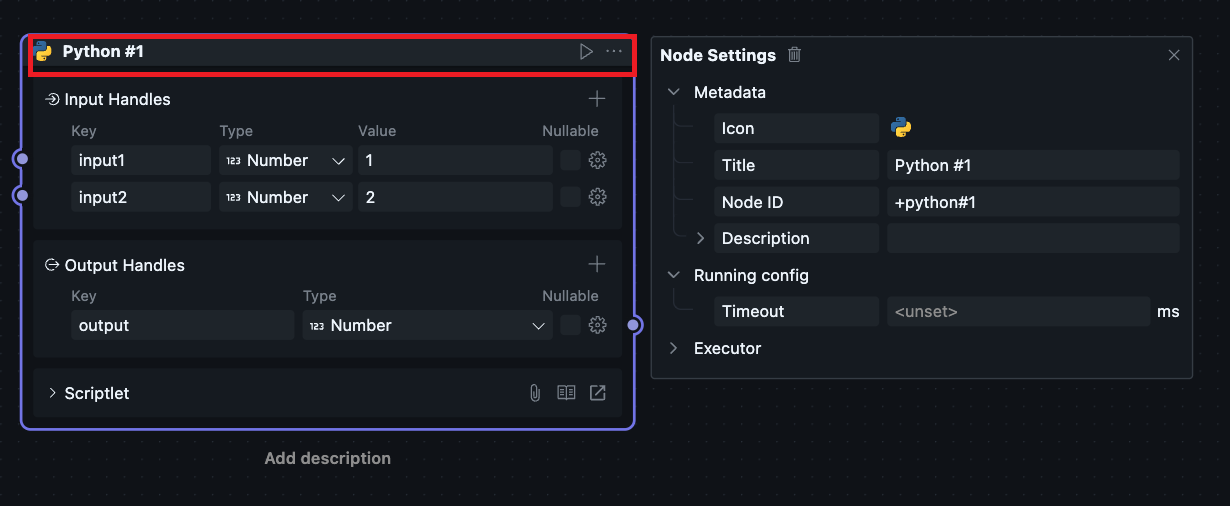 Python #1
Input Handles
Key Type Value Nullable
input1 123 Number 1
input2 123 Number 2
Output Handles
Key Type Nullable
output 123 Number
Scriptlet
Add description
Node Settings
Metadata
Icon
Title Python #1
Node ID +python#1
Description
Running config
Timeout <unset> ms
Executor